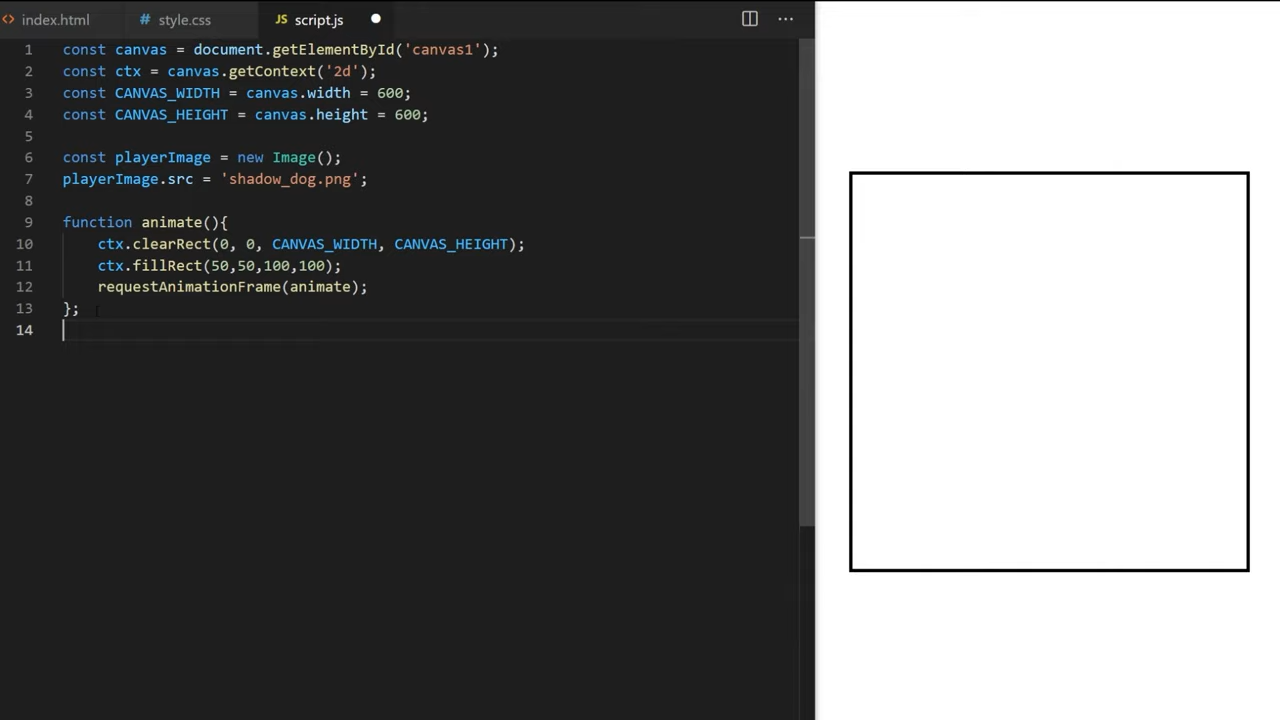 <> index.html # style.css JS script.js
1 const canvas = document.getElementById('canvas1');
2 const ctx = canvas.getContext('2d');
3 const CANVAS_WIDTH = canvas.width = 600;
4 const CANVAS_HEIGHT = canvas.height = 600;
5
6 const playerImage = new Image();
7 playerImage.src = 'shadow_dog.png';
8
9 function animate(){
10 ctx.clearRect(0, 0, CANVAS_WIDTH, CANVAS_HEIGHT);
11 ctx.fillRect(50,50,100,100);
12 requestAnimationFrame(animate);
13 };
14